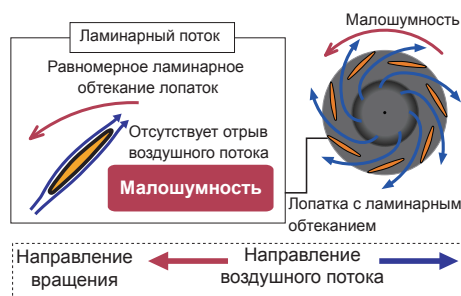 Ламинарный поток
Равномерное ламинарное
обтекание лопаток
Отсутствует отрыв
воздушного потока
Малошумность
Малошумность
Лопатка с ламинарным
обтеканием
Направление
вращения
Направление
воздушного потока